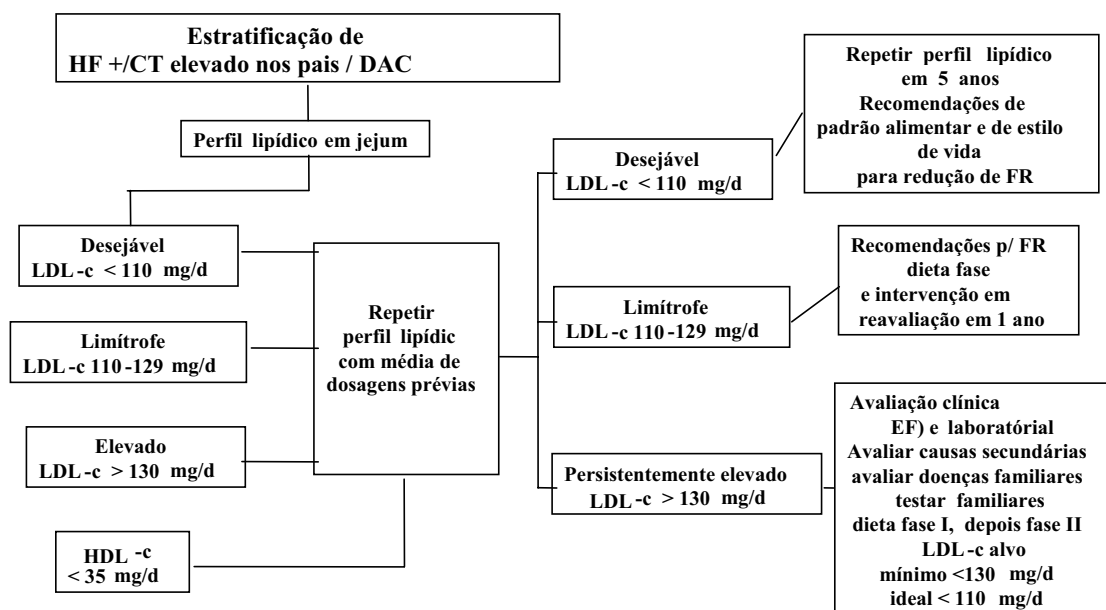 Estratificação de
HF +/CT elevado nos pais / DAC
Perfil lipídico em jejum
Desejável
LDL-c < 110 mg/d
Limítrofe
LDL-c 110-129 mg/d
Elevado
LDL-c > 130 mg/d
HDL -c
< 35 mg/d
Repetir
perfil lipídic
com média de
dosagens prévias
Desejável
LDL-c < 110 mg/d
Limítrofe
LDL-c 110-129 mg/d
Persistentemente elevado
LDL-c > 130 mg/d
Repetir perfil lipídico
em 5 anos
Recomendações de
padrão alimentar e de estilo
de vida
para redução de FR
Recomendações p/ FR
dieta fase
e intervenção em
reavaliação em 1 ano
Avaliação clínica
EF) e laboratórial
Avaliar causas secundárias
avaliar doenças familiares
testar familiares
dieta fase I, depois fase II
LDL-c alvo
mínimo <130 mg/d
ideal < 110 mg/d